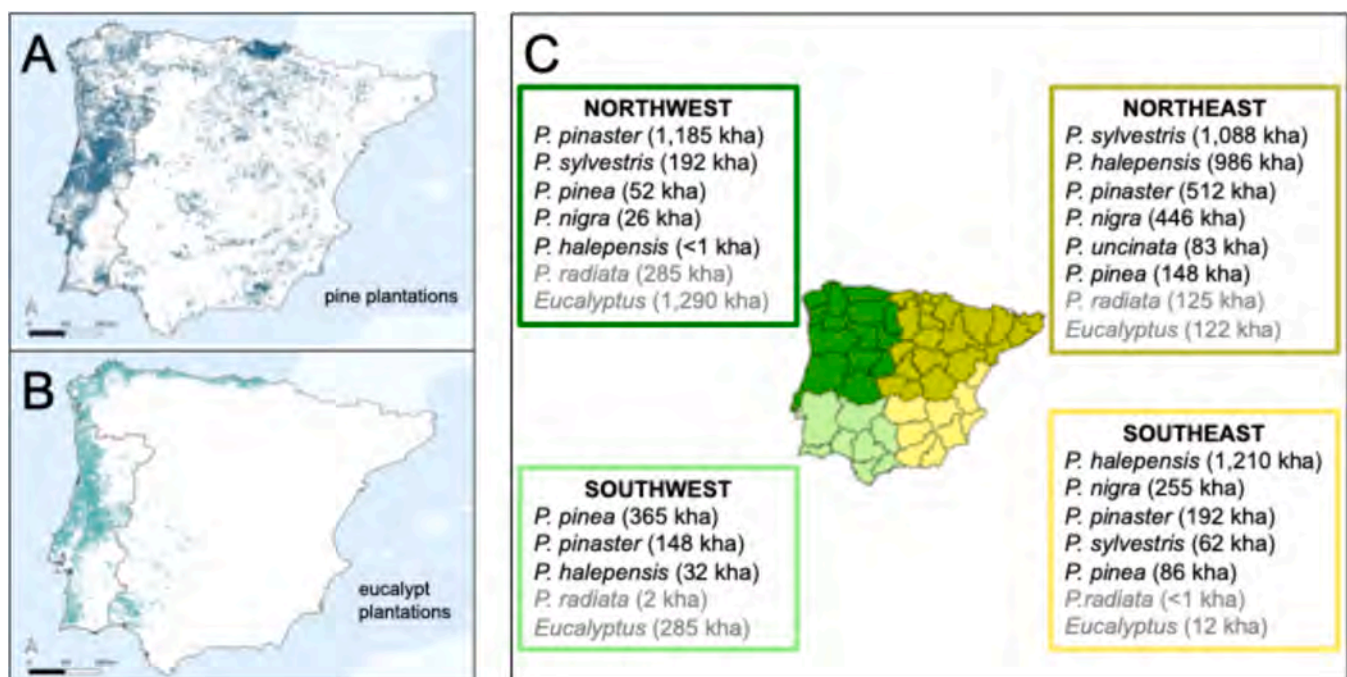 A
pine plantations
B
eucalypt
plantations
C
NORTHWEST
P. pinaster (1,185 kha)
P. sylvestris (192 kha)
P. pinea (52 kha)
P. nigra (26 kha)
P. halepensis (<1 kha)
P. radiata (285 kha)
Eucalyptus (1,290 kha)
NORTHEAST
P. sylvestris (1,088 kha)
P. halepensis (986 kha)
P. pinaster (512 kha)
P. nigra (446 kha)
P. uncinata (83 kha)
P. pinea (148 kha)
P. radiata (125 kha)
Eucalyptus (122 kha)
SOUTHWEST
P. pinea (365 kha)
P. pinaster (148 kha)
P. halepensis (32 kha)
P. radiata (2 kha)
Eucalyptus (285 kha)
SOUTHEAST
P. halepensis (1,210 kha)
P. nigra (255 kha)
P. pinaster (192 kha)
P. sylvestris (62 kha)
P. pinea (86 kha)
P.radiata (<1 kha)
Eucalyptus (12 kha)